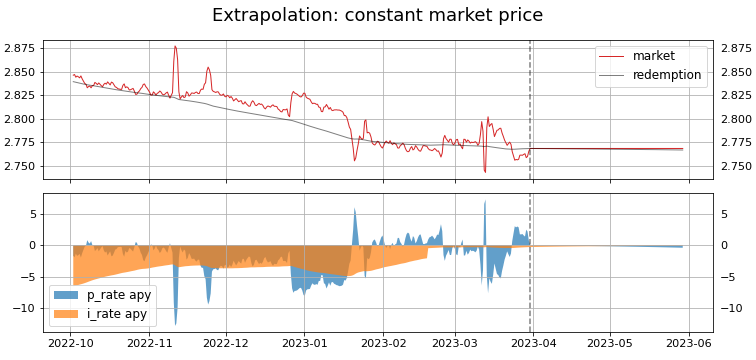 Extrapolation: constant market price
2.875 2.875
2.850 2.850
2.825 2.825
2.800 2.800
2.775 2.775
2.750 2.750
market
redemption
5 5
0 0
−5 −5
−10 −10
p_rate apy
i_rate apy
2022-10 2022-11 2022-12 2023-01 2023-02 2023-03 2023-04 2023-05 2023-06